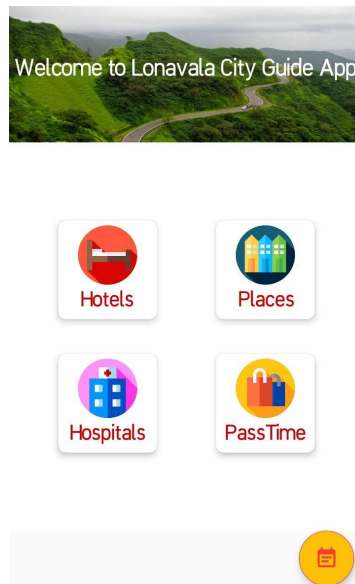 Welcome to Lonavala City Guide App
Hotels
Places
Hospitals
PassTime